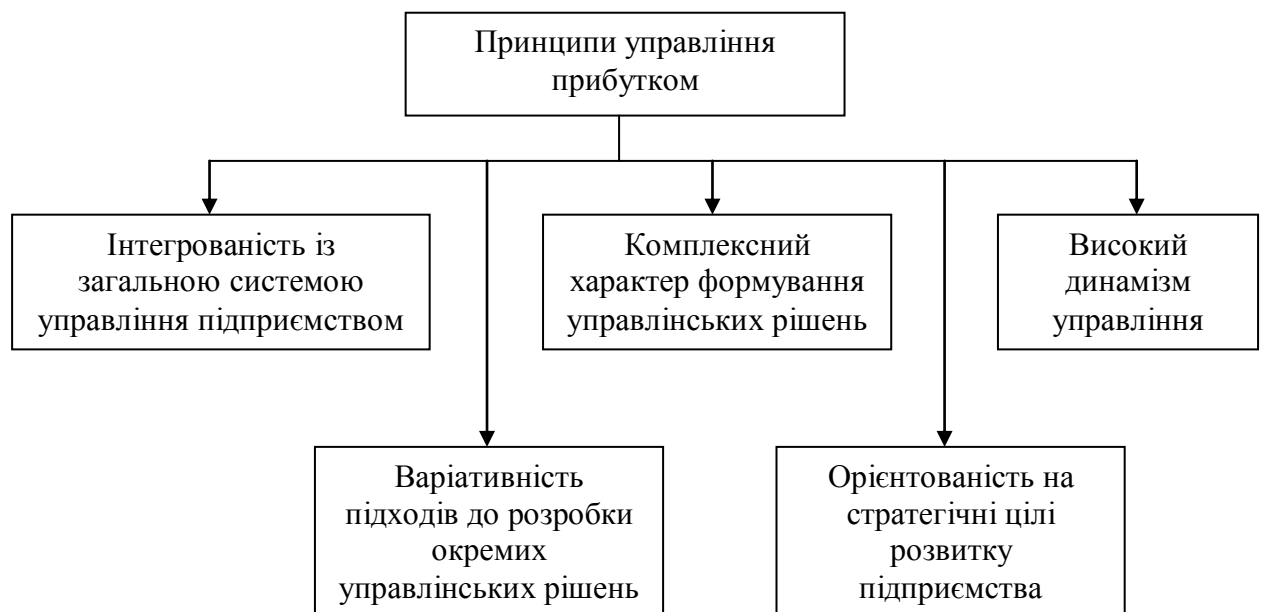 Принципи управління
прибутком
Інтегрованість із
загальною системою
управління підприємством
Комплексний
характер формування
управлінських рішень
Високий
динамізм
управління
Варіативність
підходів до розробки
окремих
управлінських рішень
Орієнтованість на
стратегічні цілі
розвитку
підприємства